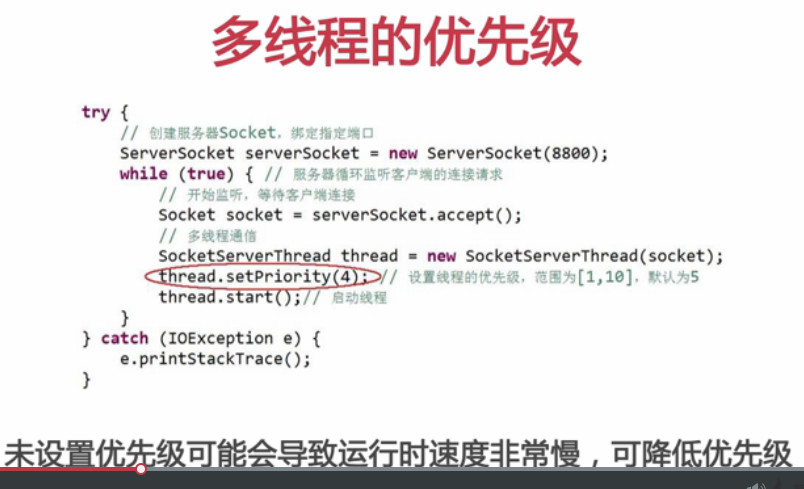 多线程的优先级
try {
// 创建服务器Socket，绑定指定端口
ServerSocket serverSocket = new ServerSocket(8800);
while (true) { // 服务器循环监听客户端的连接请求
// 开始监听，等待客户端连接
Socket socket = serverSocket.accept();
// 多线程通信
SocketServerThread thread = new SocketServerThread(socket);
thread.setPriority(4); // 设置线程的优先级，范围为[1,10]，默认为5
thread.start();// 启动线程
}
} catch (IOException e) {
e.printStackTrace();
}
未设置优先级可能会导致运行时速度非常慢，可降低优先级